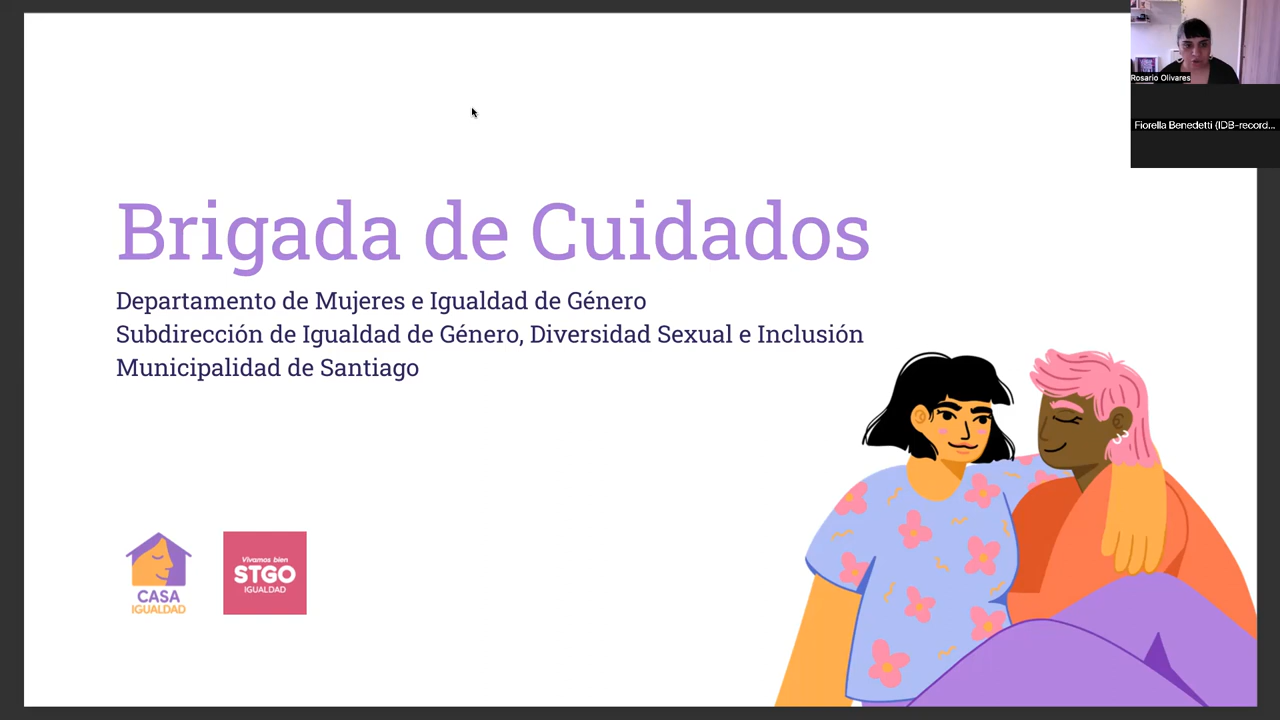 Rosario Olivares
Fiorella Benedetti (IDB-record...
Brigada de Cuidados
Departamento de Mujeres e Igualdad de Género
Subdirección de Igualdad de Género, Diversidad Sexual e Inclusión
Municipalidad de Santiago
CASA
IGUALDAD
Vivamos bien
STGO
IGUALDAD